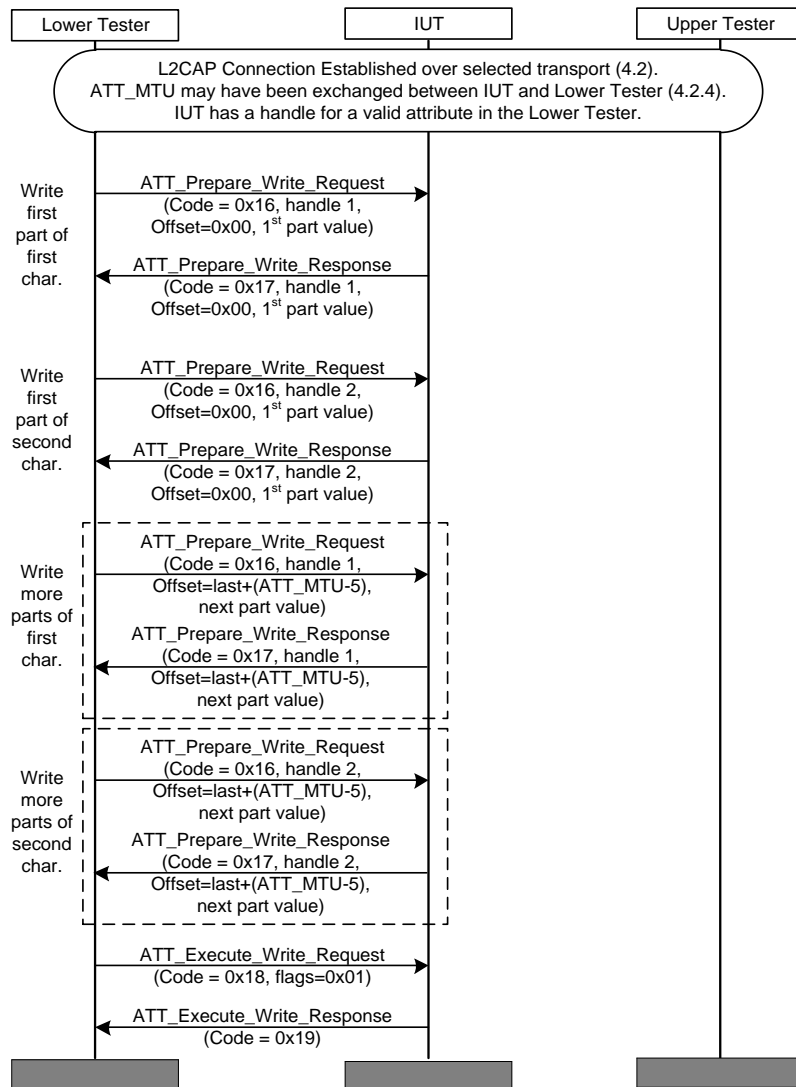 Lower Tester
IUT
Upper Tester
L2CAP Connection Established over selected transport (4.2).
ATT_MTU may have been exchanged between IUT and Lower Tester (4.2.4).
IUT has a handle for a valid attribute in the Lower Tester.
Write
first
part of
first
char.
ATT_Prepare_Write_Request
(Code = 0x16, handle 1,
Offset=0x00, 1st part value)
ATT_Prepare_Write_Response
(Code = 0x17, handle 1,
Offset=0x00, 1st part value)
Write
first
part of
second
char.
ATT_Prepare_Write_Request
(Code = 0x16, handle 2,
Offset=0x00, 1st part value)
ATT_Prepare_Write_Response
(Code = 0x17, handle 2,
Offset=0x00, 1st part value)
Write
more
parts of
first
char.
ATT_Prepare_Write_Request
(Code = 0x16, handle 1,
Offset=last+(ATT_MTU-5),
next part value)
ATT_Prepare_Write_Response
(Code = 0x17, handle 1,
Offset=last+(ATT_MTU-5),
next part value)
Write
more
parts of
second
char.
ATT_Prepare_Write_Request
(Code = 0x16, handle 2,
Offset=last+(ATT_MTU-5),
next part value)
ATT_Prepare_Write_Response
(Code = 0x17, handle 2,
Offset=last+(ATT_MTU-5),
next part value)
ATT_Execute_Write_Request
(Code = 0x18, flags=0x01)
ATT_Execute_Write_Response
(Code = 0x19)